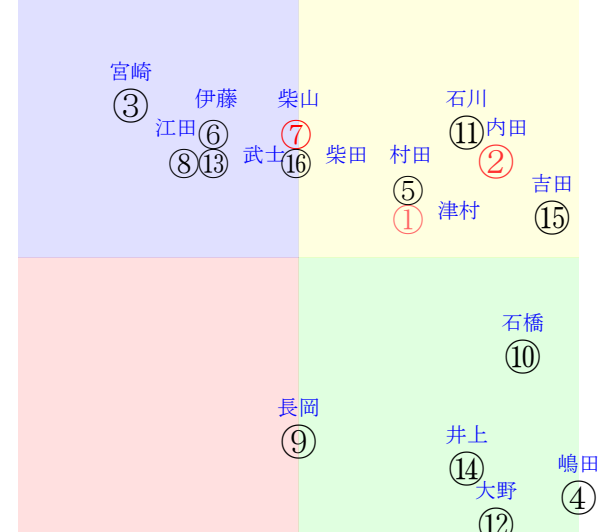 宮崎
③
伊藤
柴山
石川
江田
⑥
⑦
⑪
内田
⑧
⑬
武士
⑯
柴田
村田
②
⑤
吉田
①
津村
⑮
石橋
⑩
長岡
⑨
井上
⑭
嶋田
大野
④
⑫